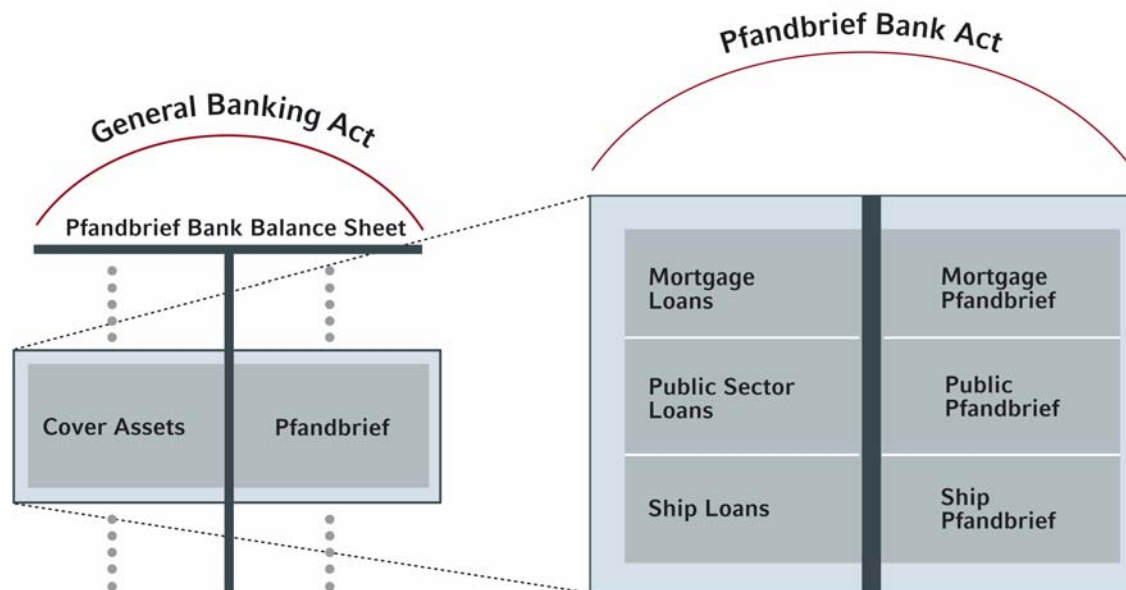 General Banking Act
Pfandbrief Bank Balance Sheet
Cover Assets
Pfandbrief
Pfandbrief Bank Act
Mortgage
Loans
Mortgage
Pfandbrief
Public Sector
Loans
Public
Pfandbrief
Ship Loans
Ship
Pfandbrief